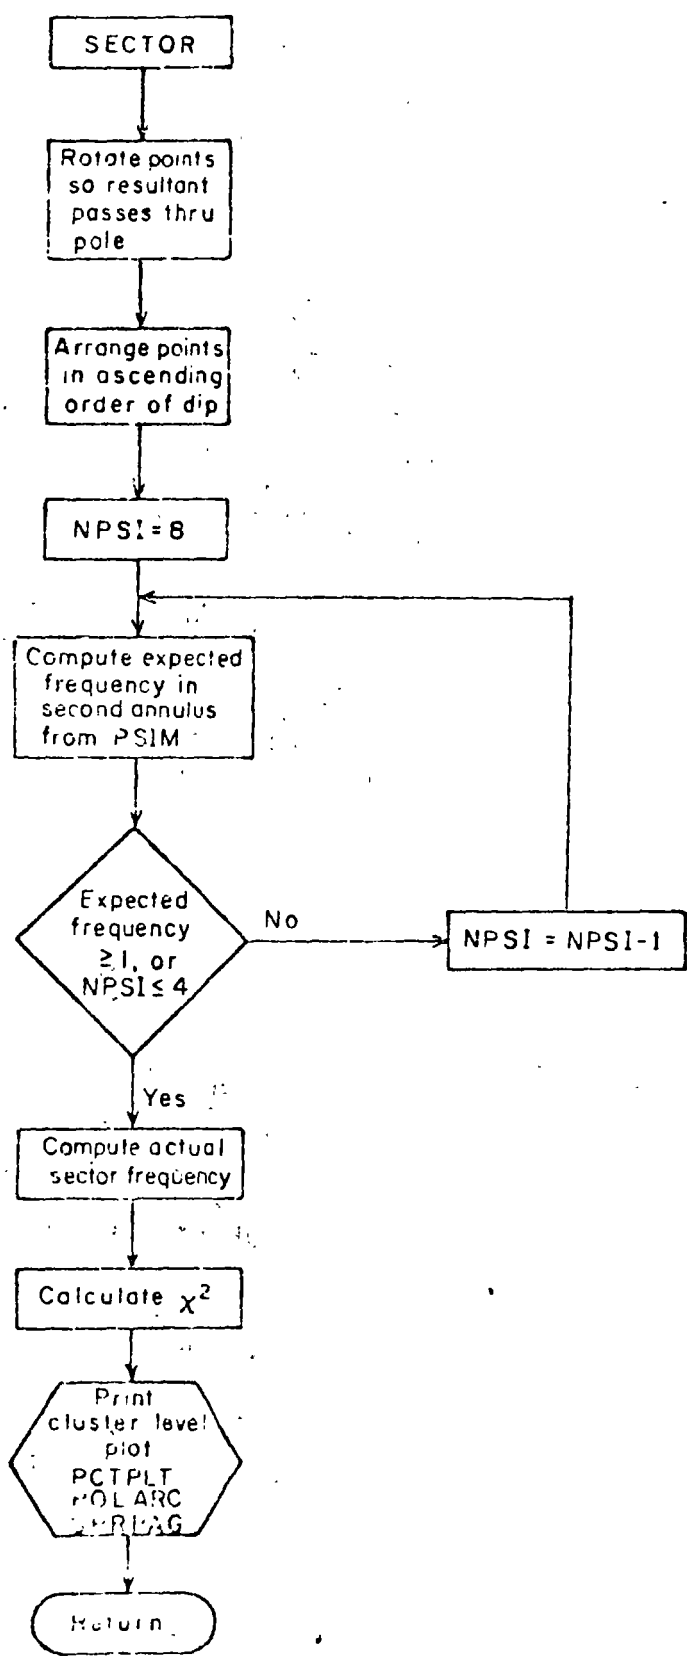 SECTOR
Rotate points
so resultant
passes thru
pole
Arrange points
in ascending
order of dip
NPSI = 8
Compute expected
frequency in
second annulus
from PSIM
Expected
frequency
≥ 1, or
NPSI ≤ 4
No
NPSI = NPSI-1
Yes
Compute actual
sector frequency
Calculate χ²
Print
cluster level
plot
PCTPLT
POLARC
Return